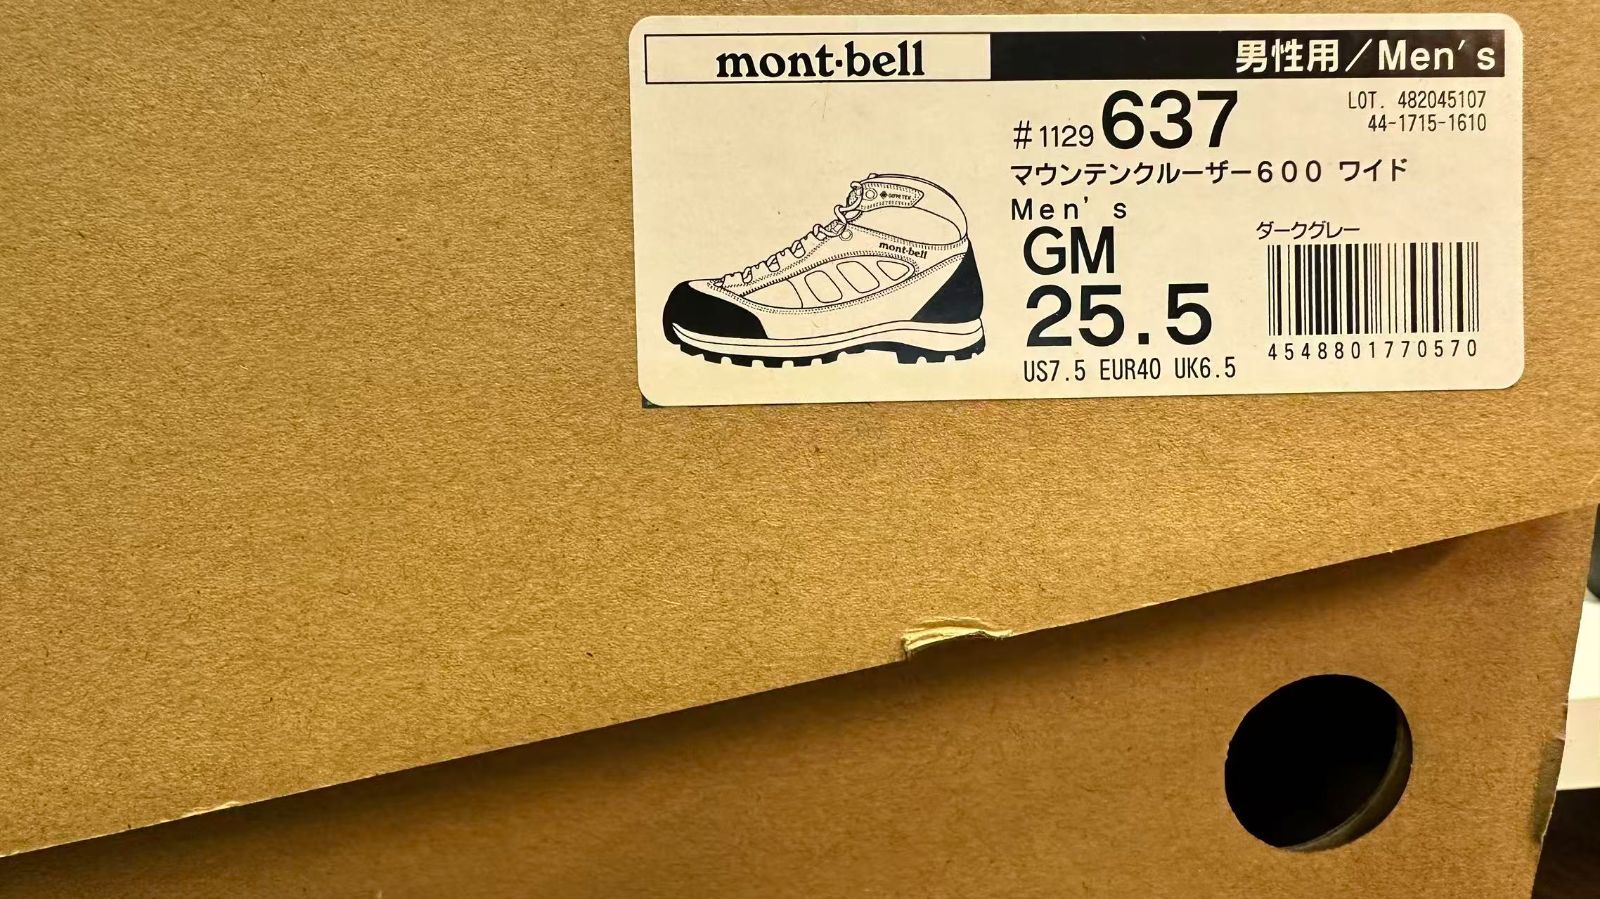 mont·bell
男性用／Men's
#1129 637
LOT. 482045107
44-1715-1610
マウンテンクルーザー600 ワイド
Men's
GM
ダークグレー
25.5
US7.5 EUR40 UK6.5
4548801770570
GORE-TEX
mont-bell